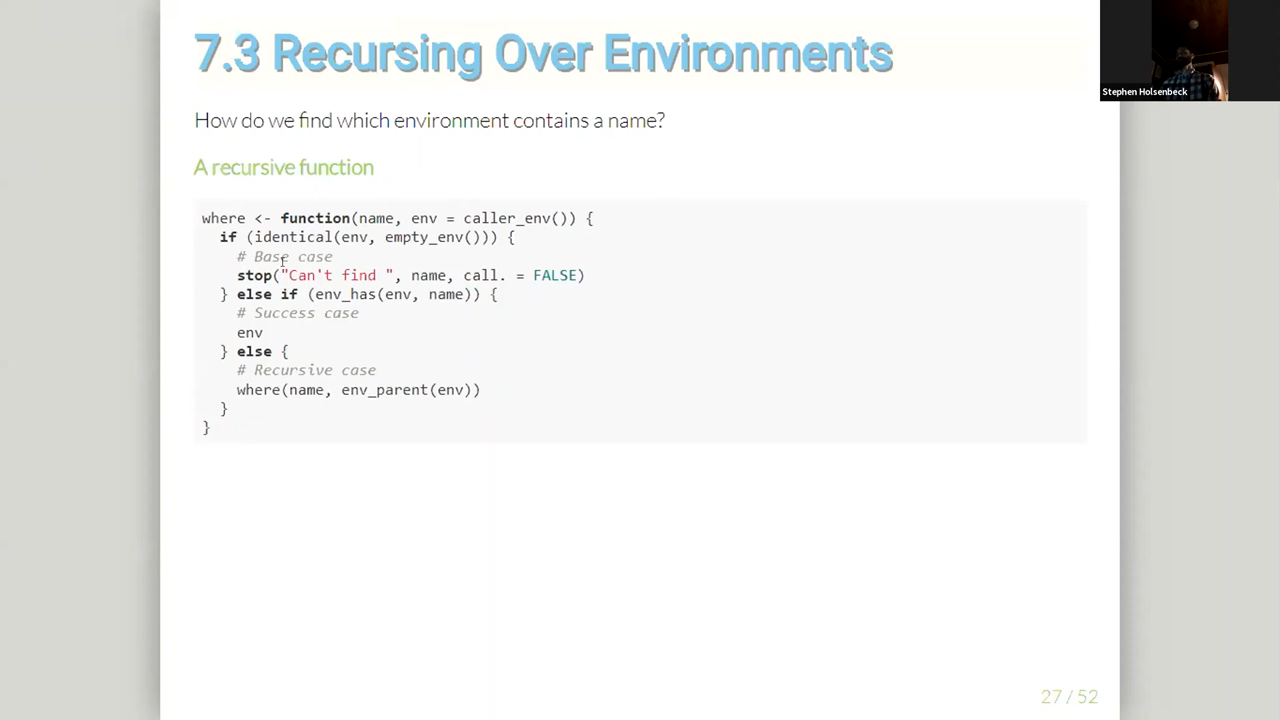 7.3 Recursing Over Environments
Stephen Holsenbeck
How do we find which environment contains a name?
A recursive function
where <- function(name, env = caller_env()) {
  if (identical(env, empty_env())) {
    # Base case
    stop("Can't find ", name, call. = FALSE)
  } else if (env_has(env, name)) {
    # Success case
    env
  } else {
    # Recursive case
    where(name, env_parent(env))
  }
}
27 / 52